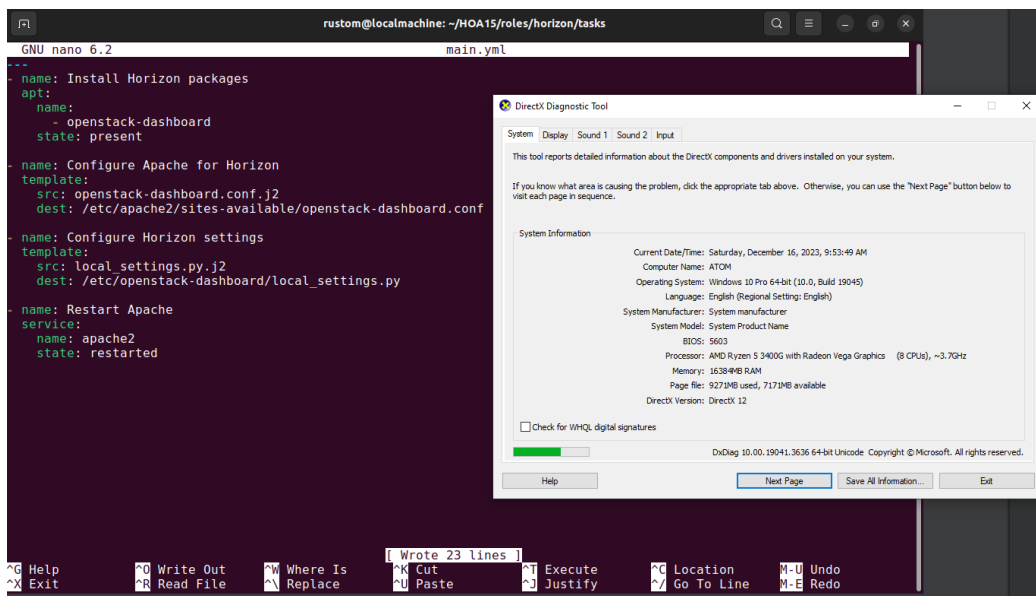 rustom@localmachine: ~/HOA15/roles/horizon/tasks
GNU nano 6.2 main.yml
---
- name: Install Horizon packages
apt:
name:
- openstack-dashboard
state: present
- name: Configure Apache for Horizon
template:
src: openstack-dashboard.conf.j2
dest: /etc/apache2/sites-available/openstack-dashboard.conf
- name: Configure Horizon settings
template:
src: local_settings.py.j2
dest: /etc/openstack-dashboard/local_settings.py
- name: Restart Apache
service:
name: apache2
state: restarted
DirectX Diagnostic Tool
System Display Sound 1 Sound 2 Input
This tool reports detailed information about the DirectX components and drivers installed on your system.
If you know what area is causing the problem, click the appropriate tab above. Otherwise, you can use the "Next Page" button below to
visit each page in sequence.
System Information
Current Date/Time: Saturday, December 16, 2023, 9:53:49 AM
Computer Name: ATOM
Operating System: Windows 10 Pro 64-bit (10.0, Build 19045)
Language: English (Regional Setting: English)
System Manufacturer: System manufacturer
System Model: System Product Name
BIOS: 5603
Processor: AMD Ryzen 5 3400G with Radeon Vega Graphics (8 CPUs), ~3.7GHz
Memory: 16384MB RAM
Page file: 9271MB used, 7171MB available
DirectX Version: DirectX 12
Check for WHQL digital signatures
DxDiag 10.00.19041.3636 64-bit Unicode Copyright © Microsoft. All rights reserved.
Help Next Page Save All Information... Exit
[ Wrote 23 lines ]
^G Help ^O Write Out ^W Where Is ^K Cut ^T Execute ^C Location M-U Undo
^X Exit ^R Read File ^\ Replace ^U Paste ^J Justify ^/ Go To Line M-E Redo